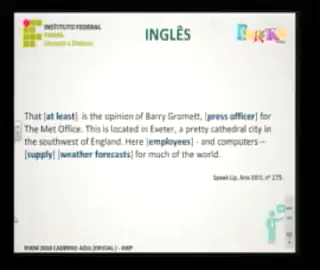 INSTITUTO FEDERAL
PARAÍBA
Educação a Distância
INGLÊS
EUREKA
That [at least] is the opinion of Barry Gromett, [press officer] for
The Met Office. This is located in Exeter, a pretty cathedral city in
the southwest of England. Here [employees] - and computers –
[supply] [weather forecasts] for much of the world.
Speak Up. Ano XXIII, nº 275.
ENEM 2010 CADERNO AZUL (OFICIAL) - INEP